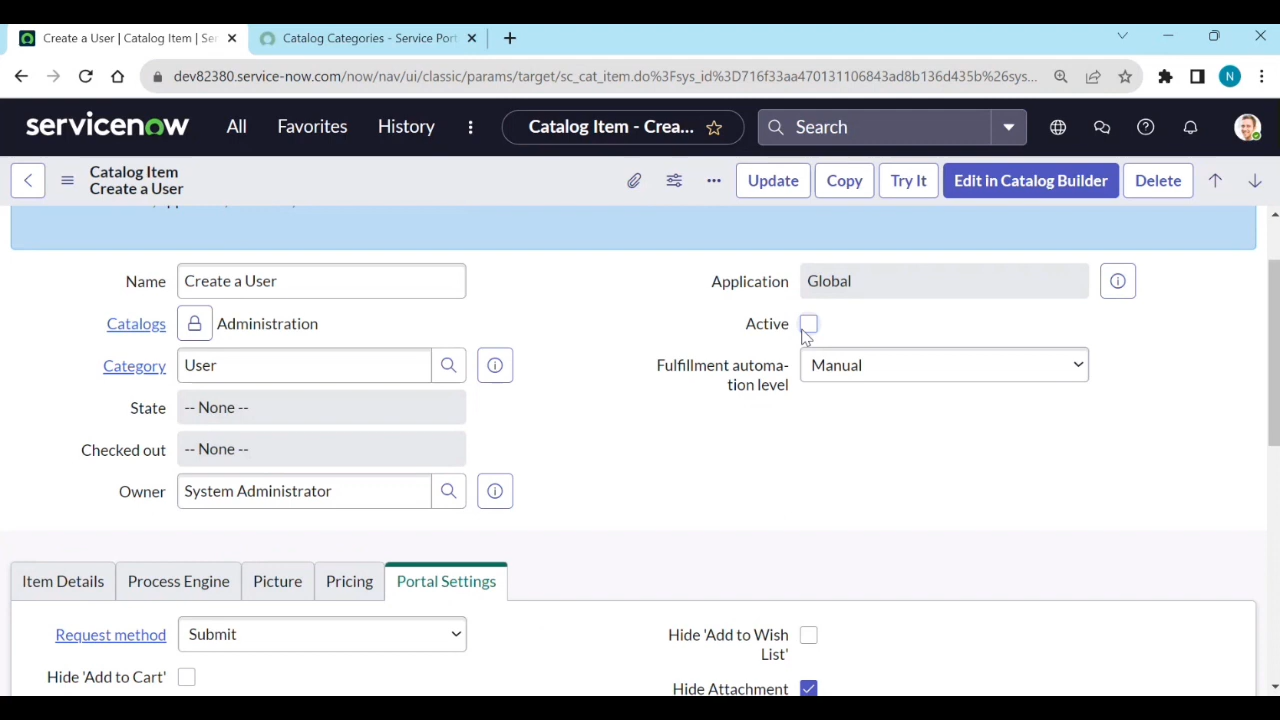 Create a User | Catalog Item | Ser
Catalog Categories - Service Port
dev82380.service-now.com/now/nav/ui/classic/params/target/sc_cat_item.do%3Fsys_id%3D716f33aa470131106843ad8b136d435b%26sys...
N
servicenow
All
Favorites
History
Catalog Item - Crea...
Search
Catalog Item
Create a User
Update
Copy
Try It
Edit in Catalog Builder
Delete
Name
Create a User
Application
Global
Catalogs
Administration
Active
Category
User
Fulfillment automa-
tion level
Manual
State
-- None --
Checked out
-- None --
Owner
System Administrator
Item Details
Process Engine
Picture
Pricing
Portal Settings
Request method
Submit
Hide 'Add to Wish
List'
Hide 'Add to Cart'
Hide Attachment